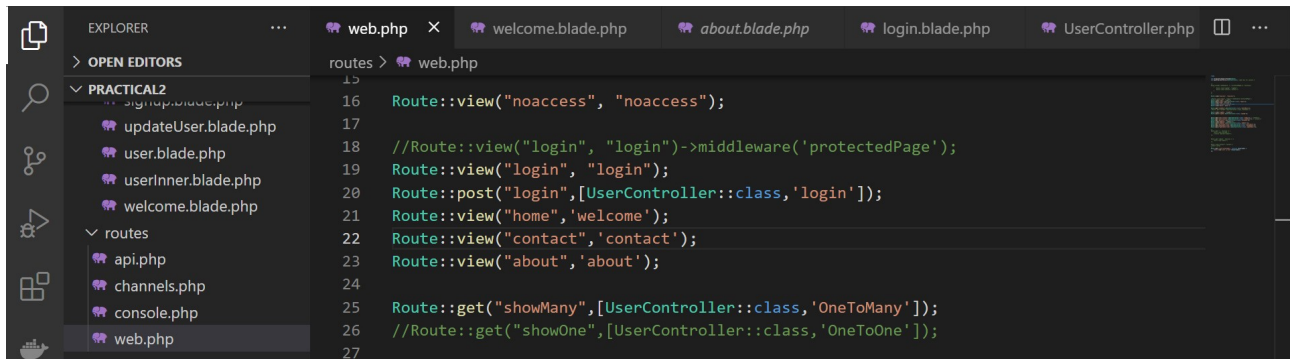 EXPLORER ···
> OPEN EDITORS
PRACTICAL2
signup.blade.php
updateUser.blade.php
user.blade.php
userInner.blade.php
welcome.blade.php
routes
api.php
channels.php
console.php
web.php
web.php × welcome.blade.php about.blade.php login.blade.php UserController.php ···
routes > web.php
15
16 Route::view("noaccess", "noaccess");
17
18 //Route::view("login", "login")->middleware('protectedPage');
19 Route::view("login", "login");
20 Route::post("login",[UserController::class,'login']);
21 Route::view("home",'welcome');
22 Route::view("contact",'contact');
23 Route::view("about",'about');
24
25 Route::get("showMany",[UserController::class,'OneToMany']);
26 //Route::get("showOne",[UserController::class,'OneToOne']);
27